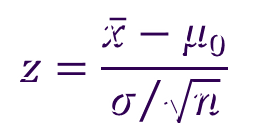 z = (x̄ − μ₀) / (σ/√n)